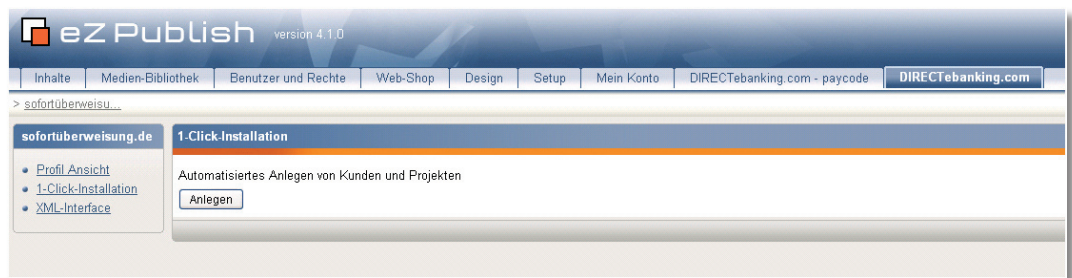 eZ Publish version 4.1.0
Inhalte Medien-Bibliothek Benutzer und Rechte Web-Shop Design Setup Mein Konto DIRECTebanking.com - paycode DIRECTebanking.com
> sofortüberweisu...
sofortüberweisung.de
Profil Ansicht
1-Click-Installation
XML-Interface
1-Click-Installation
Automatisiertes Anlegen von Kunden und Projekten
Anlegen